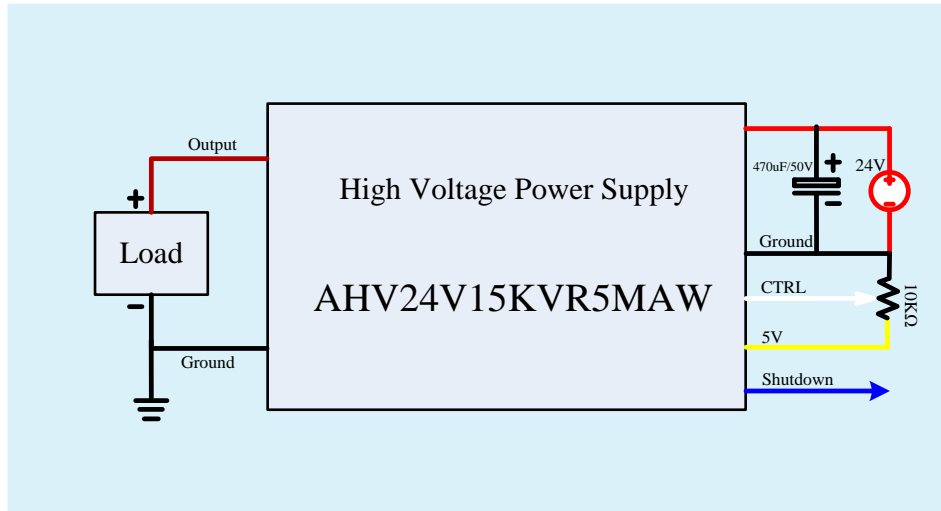 Output
High Voltage Power Supply
AHV24V15KVR5MAW
+
Load
−
Ground
470uF/50V
+
−
24V
+
−
Ground
CTRL
10KΩ
5V
Shutdown